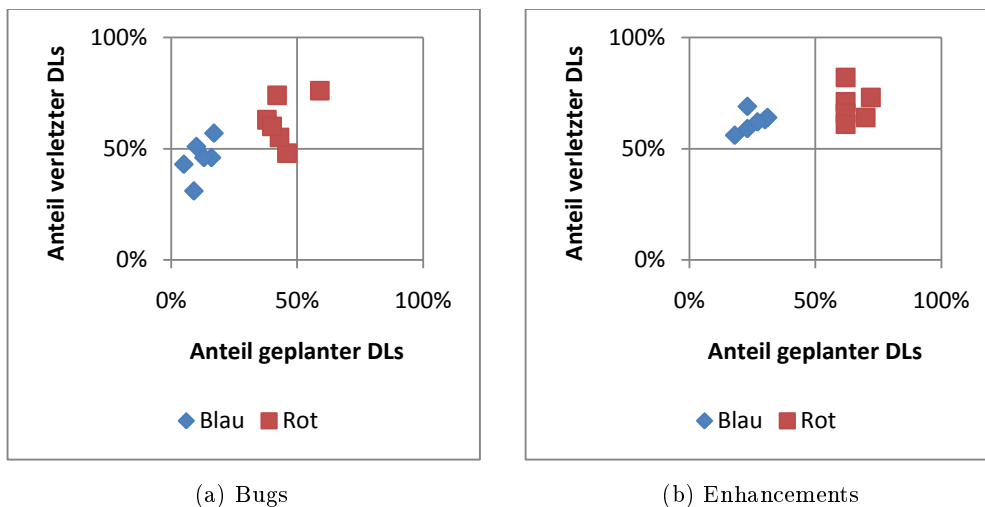 100%
50%
0%
0% 50% 100%
Anteil verletzter DLs
Anteil geplanter DLs
Blau Rot
(a) Bugs
100%
50%
0%
0% 50% 100%
Anteil verletzter DLs
Anteil geplanter DLs
Blau Rot
(b) Enhancements